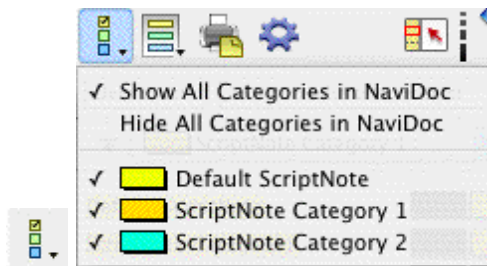 Show All Categories in NaviDoc
Hide All Categories in NaviDoc
Default ScriptNote
ScriptNote Category 1
ScriptNote Category 2